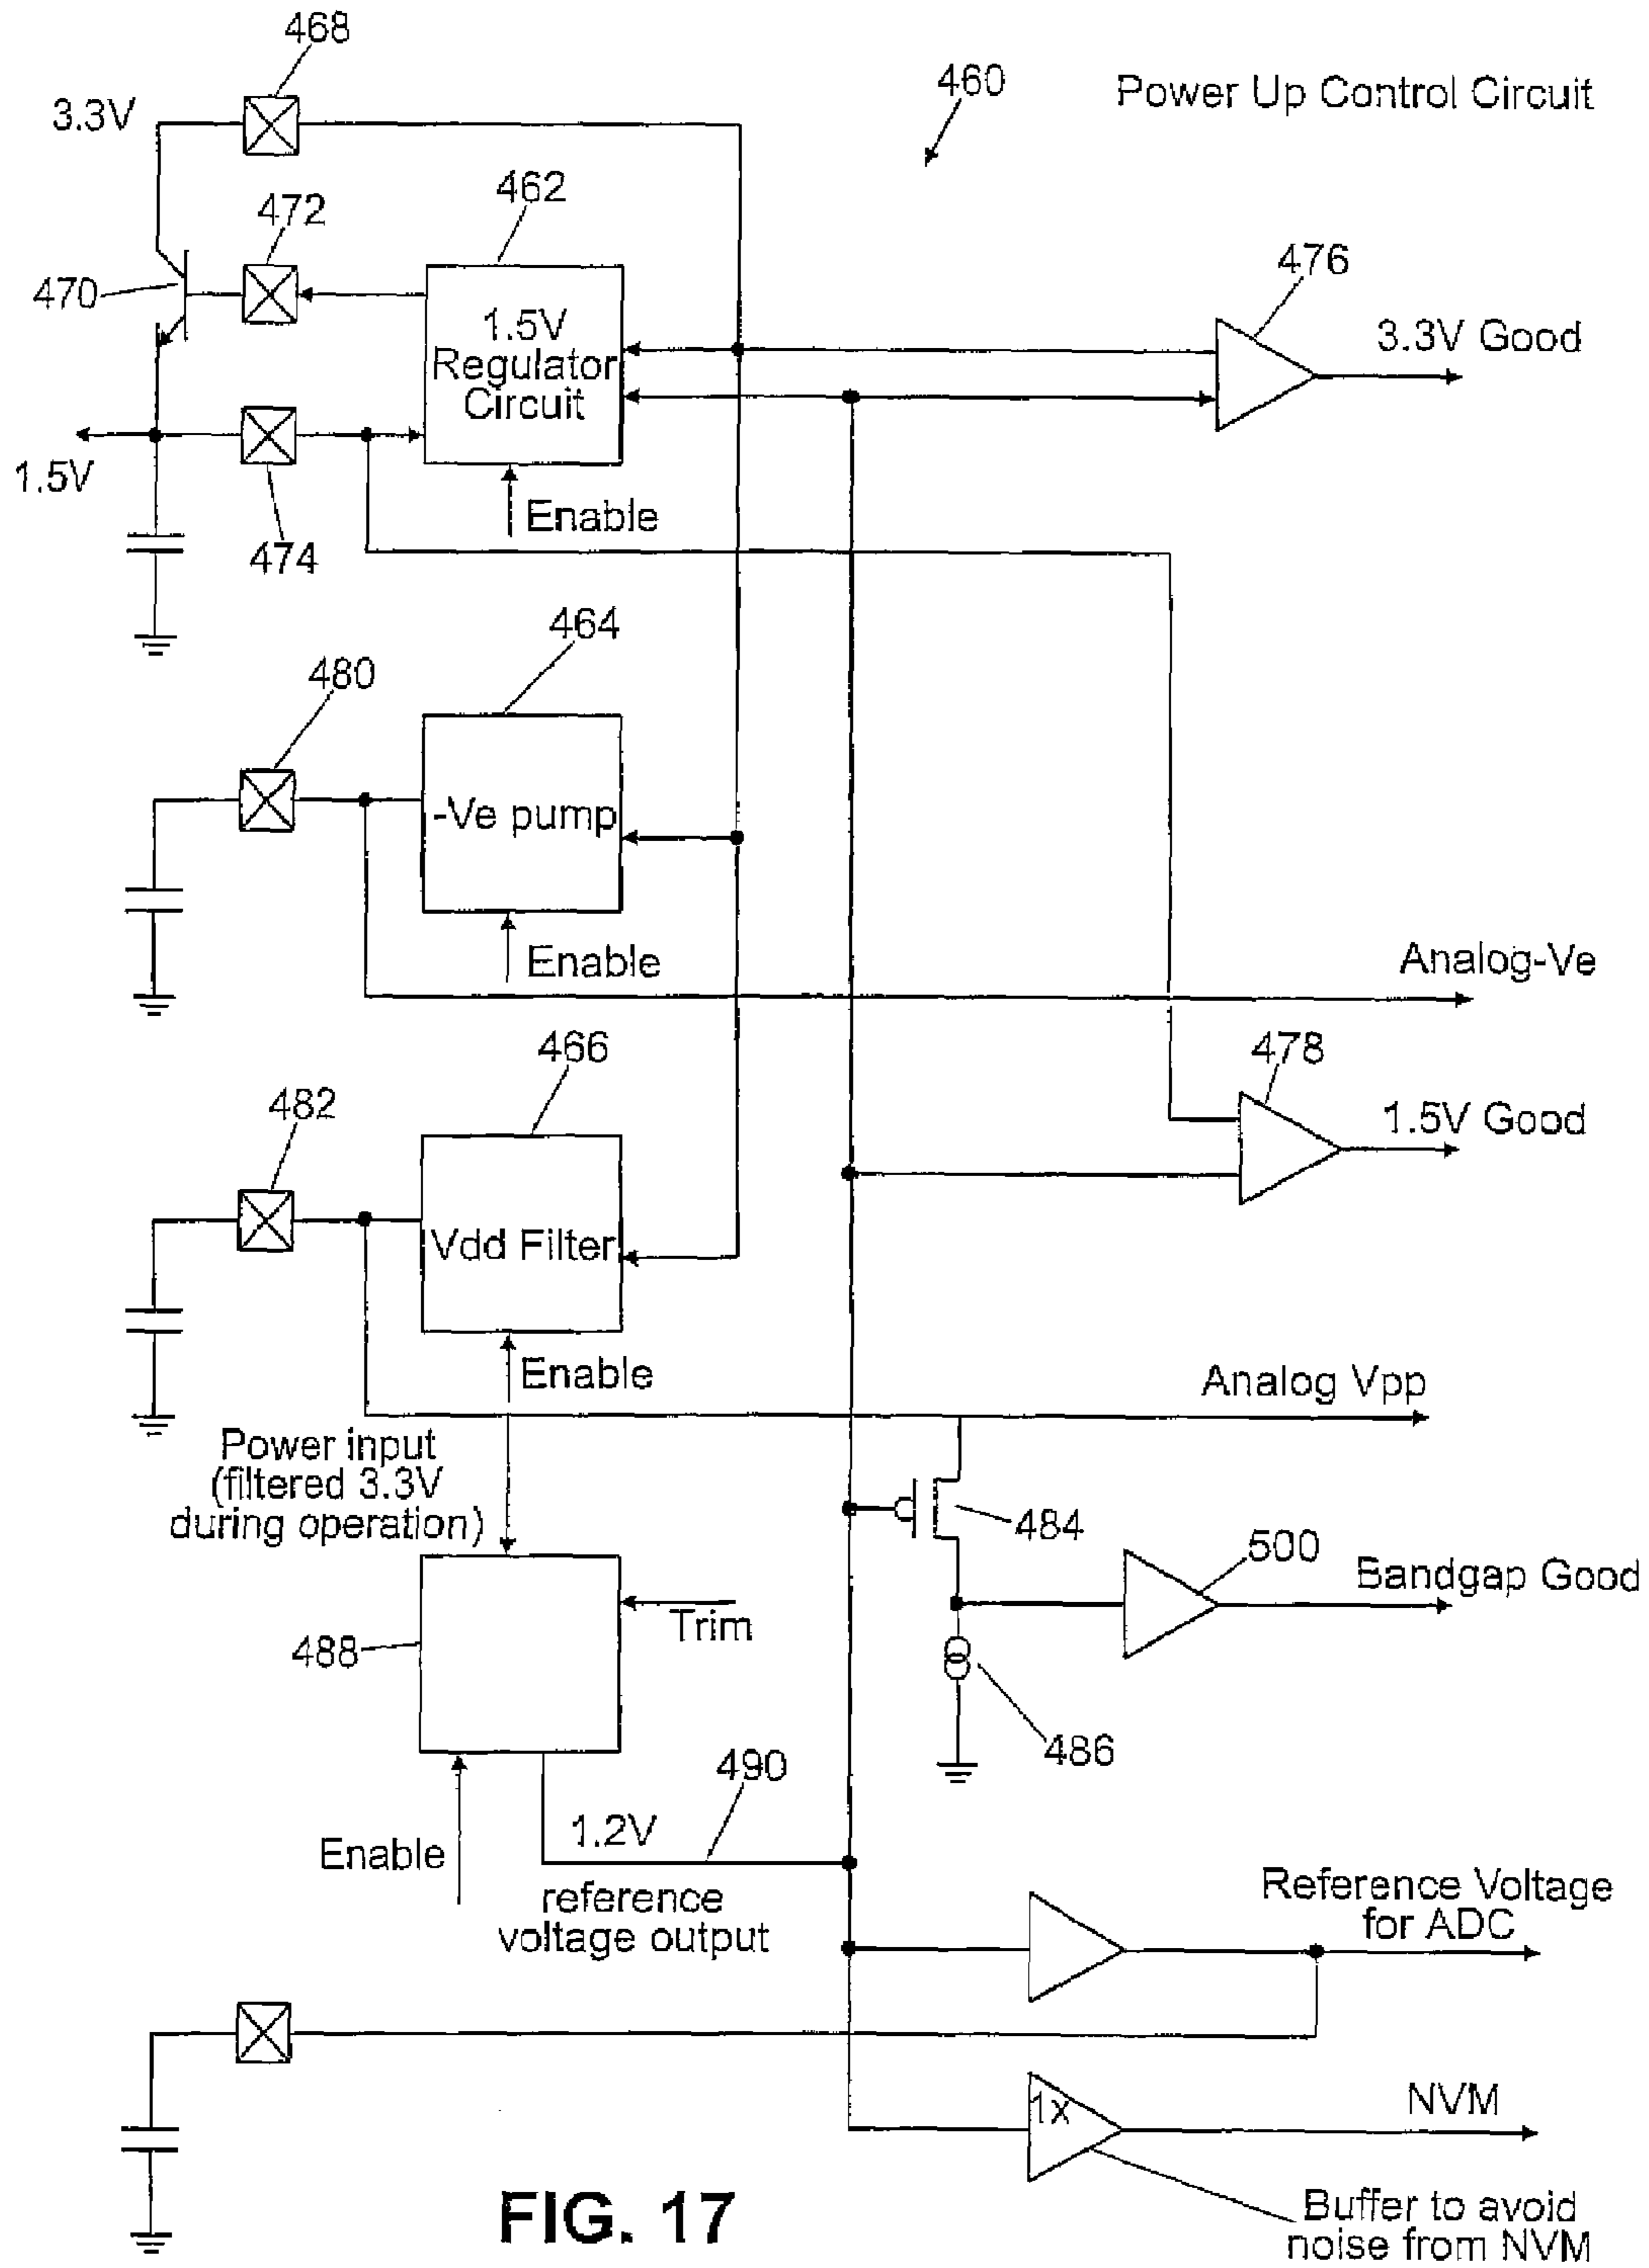 468
3.3V
460
Power Up Control Circuit
472
462
470
476
1.5V
Regulator
Circuit
3.3V Good
1.5V
474
Enable
464
480
-Ve pump
Enable
Analog-Ve
466
478
482
1.5V Good
Vdd Filter
Enable
Analog Vpp
Power input
(filtered 3.3V
during operation)
484
500
Bandgap Good
Trim
488
486
490
1.2V
Enable
reference
voltage output
Reference Voltage
for ADC
1x
NVM
Buffer to avoid
noise from NVM
FIG. 17